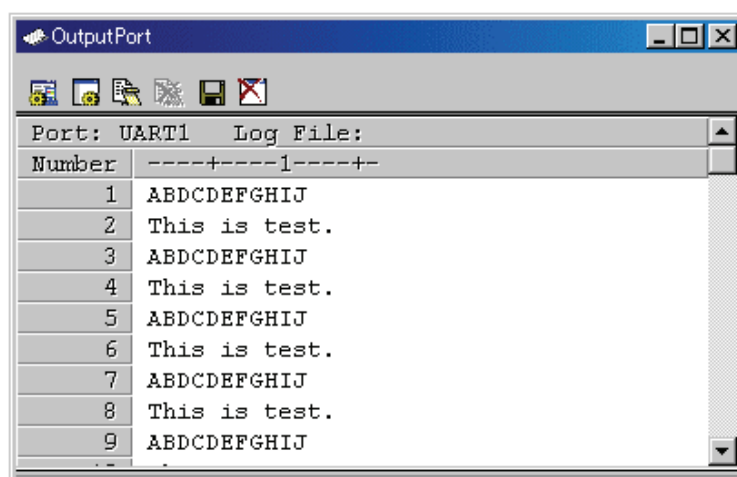 OutputPort
Port: UART1 Log File:
Number ----+----1----+-
1 ABDCDEFGHIJ
2 This is test.
3 ABDCDEFGHIJ
4 This is test.
5 ABDCDEFGHIJ
6 This is test.
7 ABDCDEFGHIJ
8 This is test.
9 ABDCDEFGHIJ